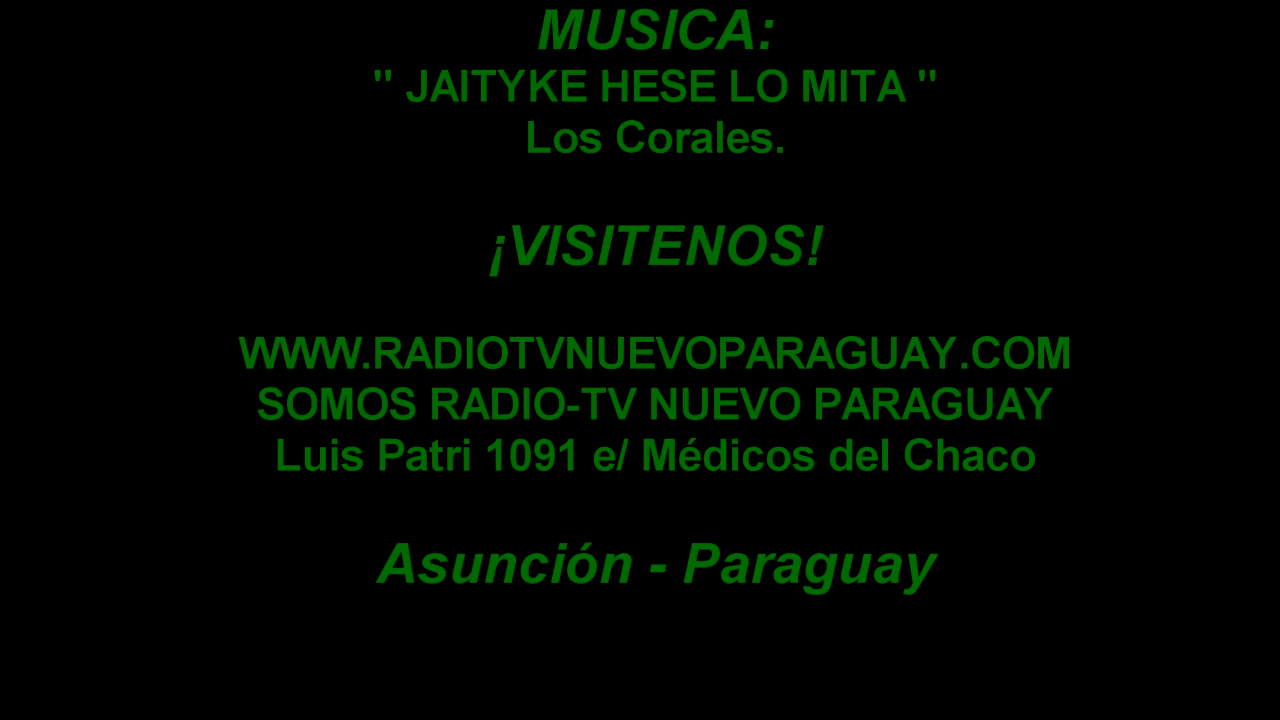 MUSICA:
" JAITYKE HESE LO MITA "
Los Corales.
¡VISITENOS!
WWW.RADIOTVNUEVOPARAGUAY.COM
SOMOS RADIO-TV NUEVO PARAGUAY
Luis Patri 1091 e/ Médicos del Chaco
Asunción - Paraguay